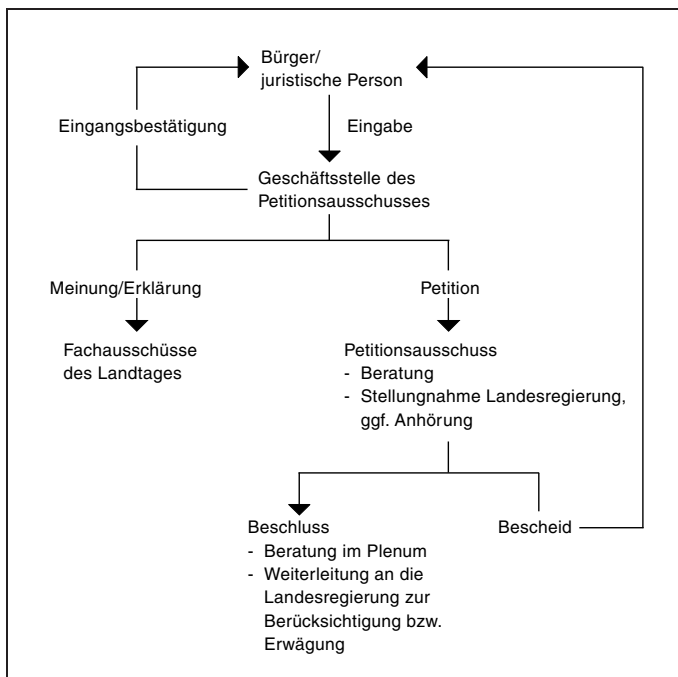 Bürger/
juristische Person
Eingangsbestätigung
Eingabe
Geschäftsstelle des
Petitionsausschusses
Meinung/Erklärung
Petition
Fachausschüsse
des Landtages
Petitionsausschuss
- Beratung
- Stellungnahme Landesregierung,
ggf. Anhörung
Beschluss
- Beratung im Plenum
- Weiterleitung an die
Landesregierung zur
Berücksichtigung bzw.
Erwägung
Bescheid